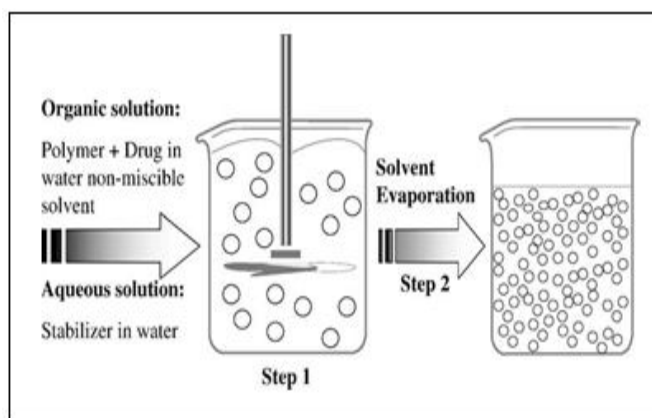 Organic solution:
Polymer + Drug in
water non-miscible
solvent
Aqueous solution:
Stabilizer in water
Step 1
Solvent
Evaporation
Step 2